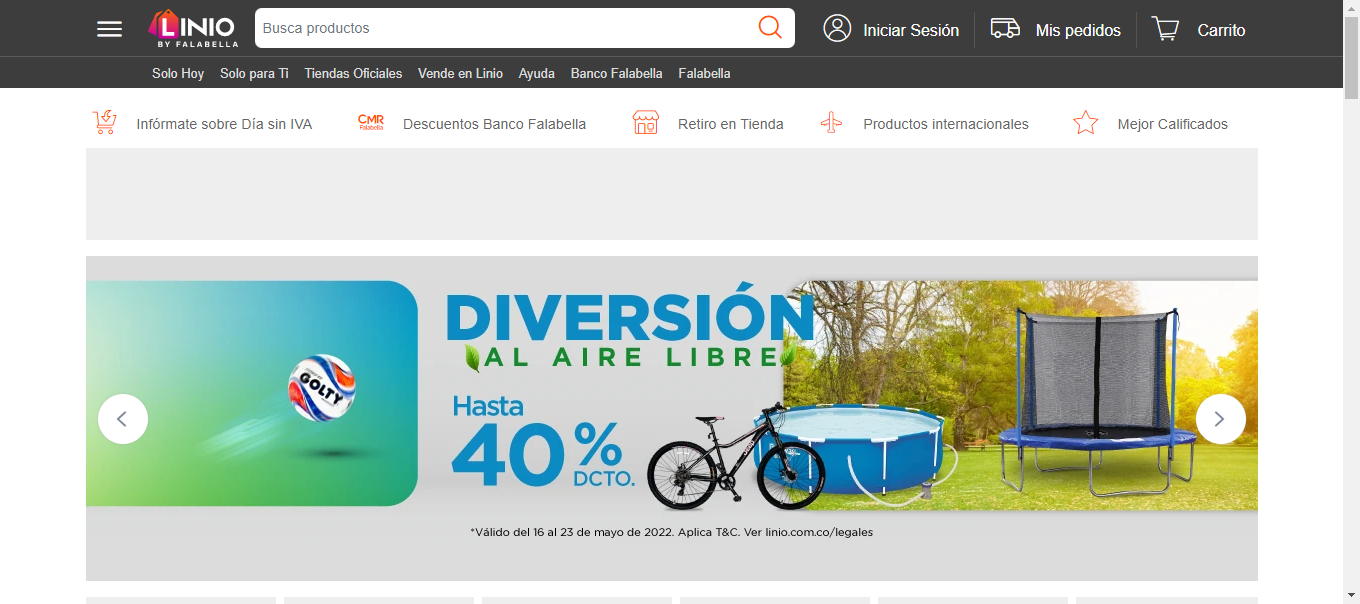 LINIO
BY FALABELLA
Busca productos
Iniciar Sesión
Mis pedidos
Carrito
Solo Hoy
Solo para Ti
Tiendas Oficiales
Vende en Linio
Ayuda
Banco Falabella
Falabella
Infórmate sobre Día sin IVA
CMR
Falabella
Descuentos Banco Falabella
Retiro en Tienda
Productos internacionales
Mejor Calificados
DIVERSIÓN
AL AIRE LIBRE
GOLTY
Hasta
40%
DCTO.
*Válido del 16 al 23 de mayo de 2022. Aplica T&C. Ver linio.com.co/legales